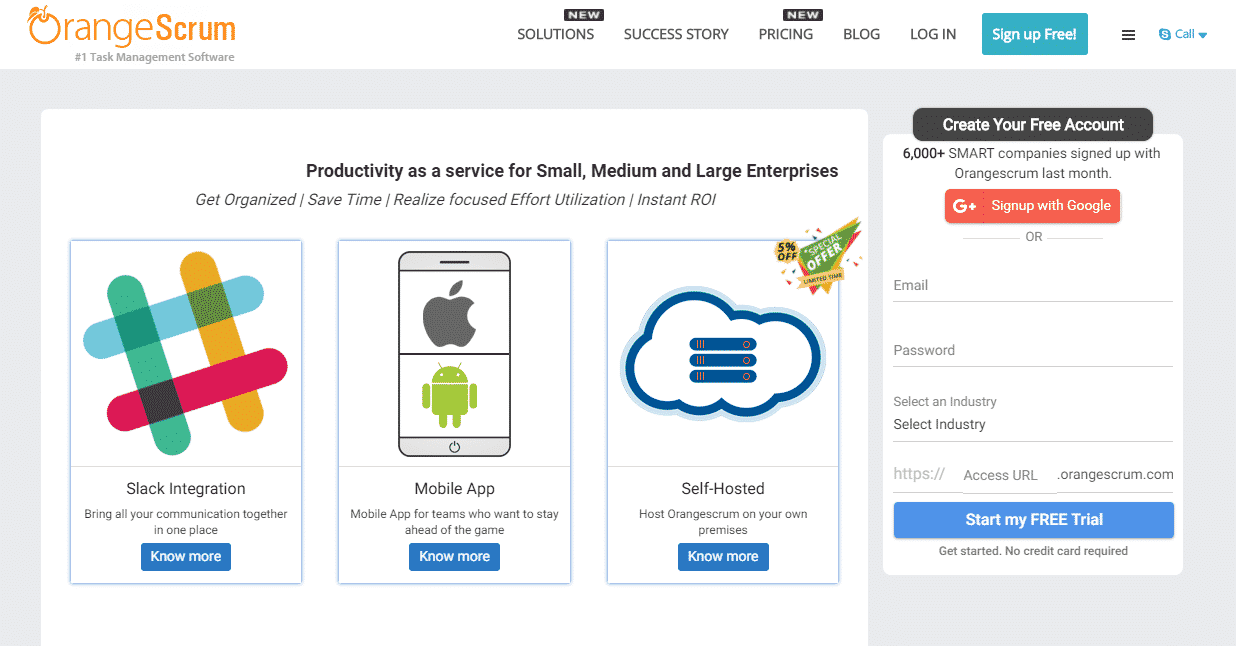 OrangeScrum
#1 Task Management Software
NEW
NEW
SOLUTIONS
SUCCESS STORY
PRICING
BLOG
LOG IN
Sign up Free!
Call
Productivity as a service for Small, Medium and Large Enterprises
Get Organized | Save Time | Realize focused Effort Utilization | Instant ROI
Slack Integration
Bring all your communication together
in one place
Know more
Mobile App
Mobile App for teams who want to stay
ahead of the game
Know more
5%
OFF
SPECIAL
OFFER
LIMITED TIME
Self-Hosted
Host Orangescrum on your own
premises
Know more
Create Your Free Account
6,000+ SMART companies signed up with
Orangescrum last month.
G+ Signup with Google
OR
Email
Password
Select an Industry
Select Industry
https:// Access URL .orangescrum.com
Start my FREE Trial
Get started. No credit card required